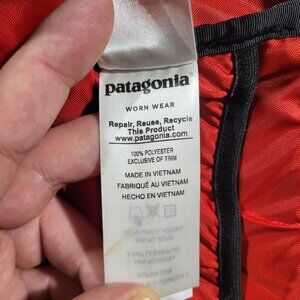 patagonia
WORN WEAR
Repair, Reuse, Recycle
This Product
www.patagonia.com
100% POLYESTER
EXCLUSIVE OF TRIM
MADE IN VIETNAM
FABRIQUÉ AU VIETNAM
HECHO EN VIETNAM